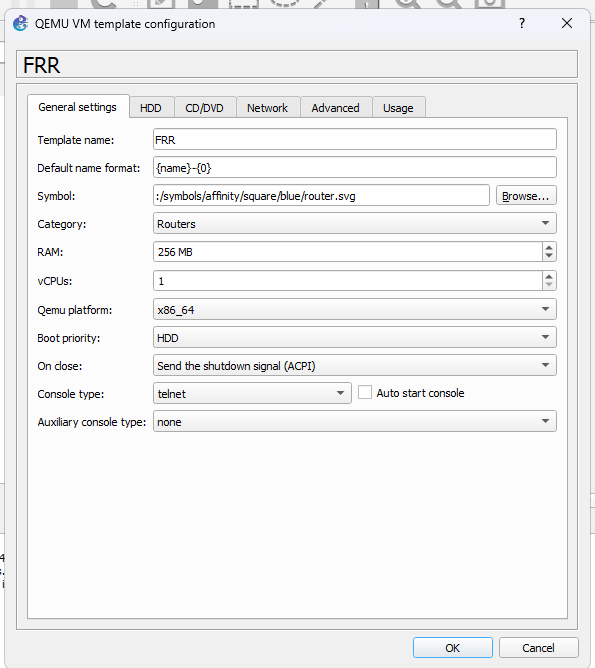 QEMU VM template configuration ?
FRR
General settings HDD CD/DVD Network Advanced Usage
Template name: FRR
Default name format: {name}-{0}
Symbol: :/symbols/affinity/square/blue/router.svg Browse...
Category: Routers
RAM: 256 MB
vCPUs: 1
Qemu platform: x86_64
Boot priority: HDD
On close: Send the shutdown signal (ACPI)
Console type: telnet Auto start console
Auxiliary console type: none
OK Cancel